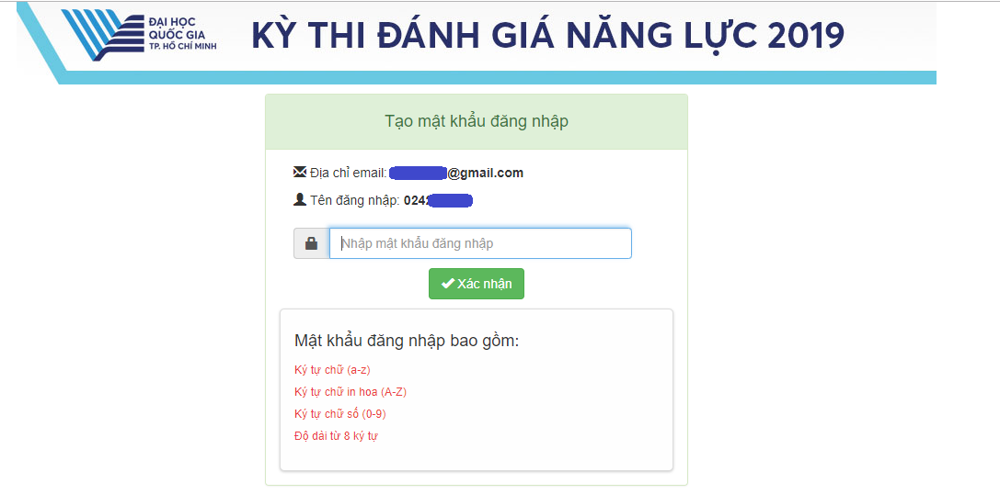 ĐẠI HỌC
QUỐC GIA
TP. HỒ CHÍ MINH
KỲ THI ĐÁNH GIÁ NĂNG LỰC 2019
Tạo mật khẩu đăng nhập
Địa chỉ email: @gmail.com
Tên đăng nhập: 0242
Nhập mật khẩu đăng nhập
Xác nhận
Mật khẩu đăng nhập bao gồm:
Ký tự chữ (a-z)
Ký tự chữ in hoa (A-Z)
Ký tự chữ số (0-9)
Độ dài từ 8 ký tự